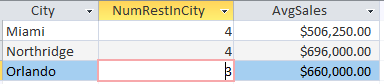 City NumRestInCity AvgSales
Miami 4 $506,250.00
Northridge 4 $696,000.00
Orlando 3 $660,000.00